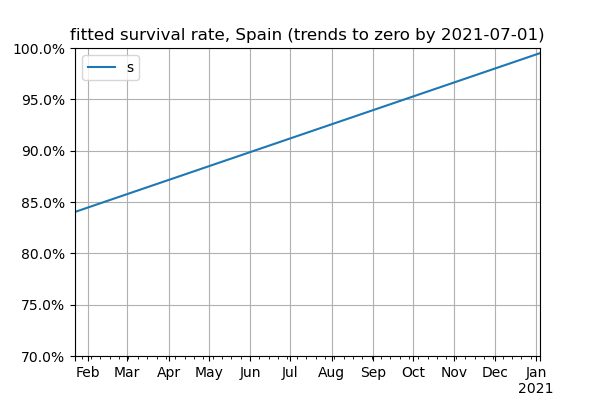 fitted survival rate, Spain (trends to zero by 2021-07-01)
100.0%
s
95.0%
90.0%
85.0%
80.0%
75.0%
70.0%
Feb Mar Apr May Jun Jul Aug Sep Oct Nov Dec Jan
2021